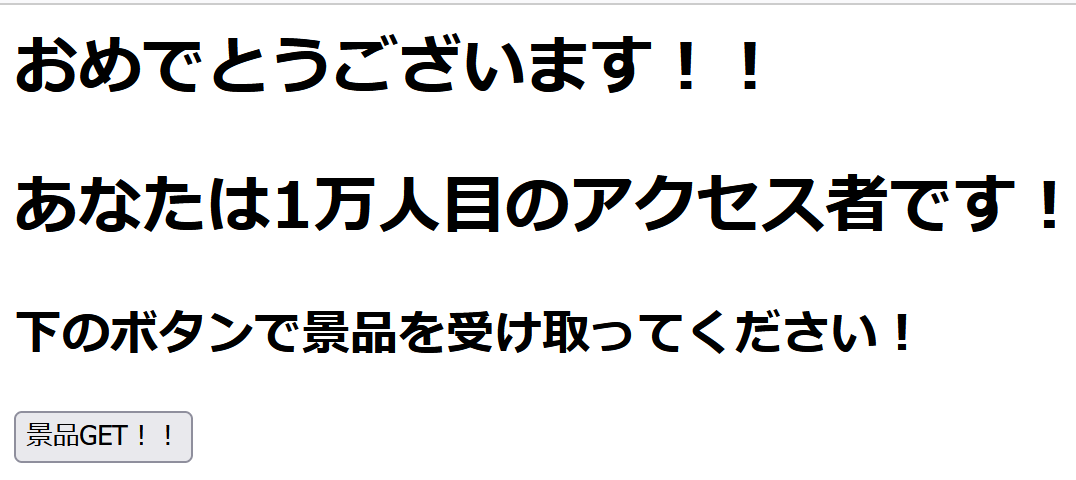 おめでとうございます！！
あなたは1万人目のアクセス者です！
下のボタンで景品を受け取ってください！
景品GET！！